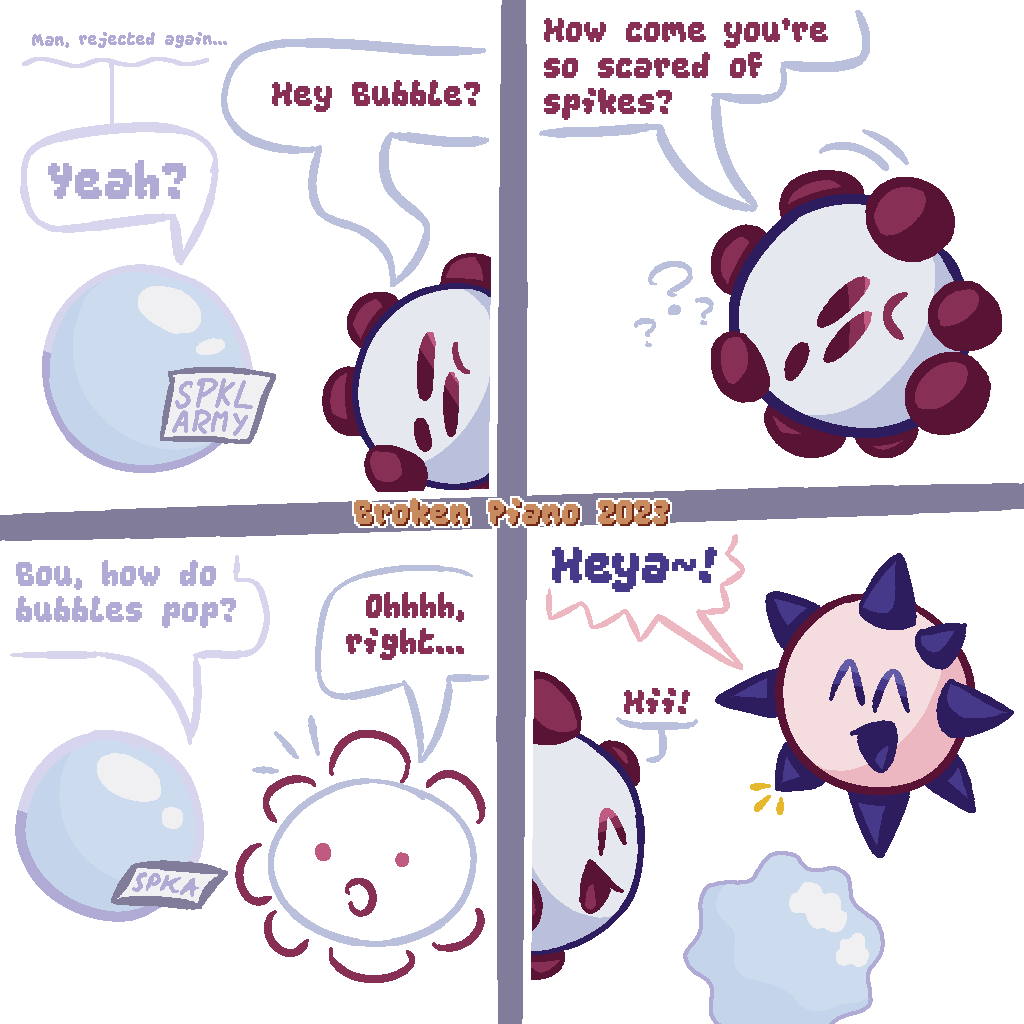 Man, rejected again...
Yeah?
SPKL
ARMY
Hey Bubble?
How come you're
so scared of
spikes?
Broken Piano 2023
Bou, how do
bubbles pop?
SPKA
Ohhhh,
right...
Heya~!
Hii!
? ? ?